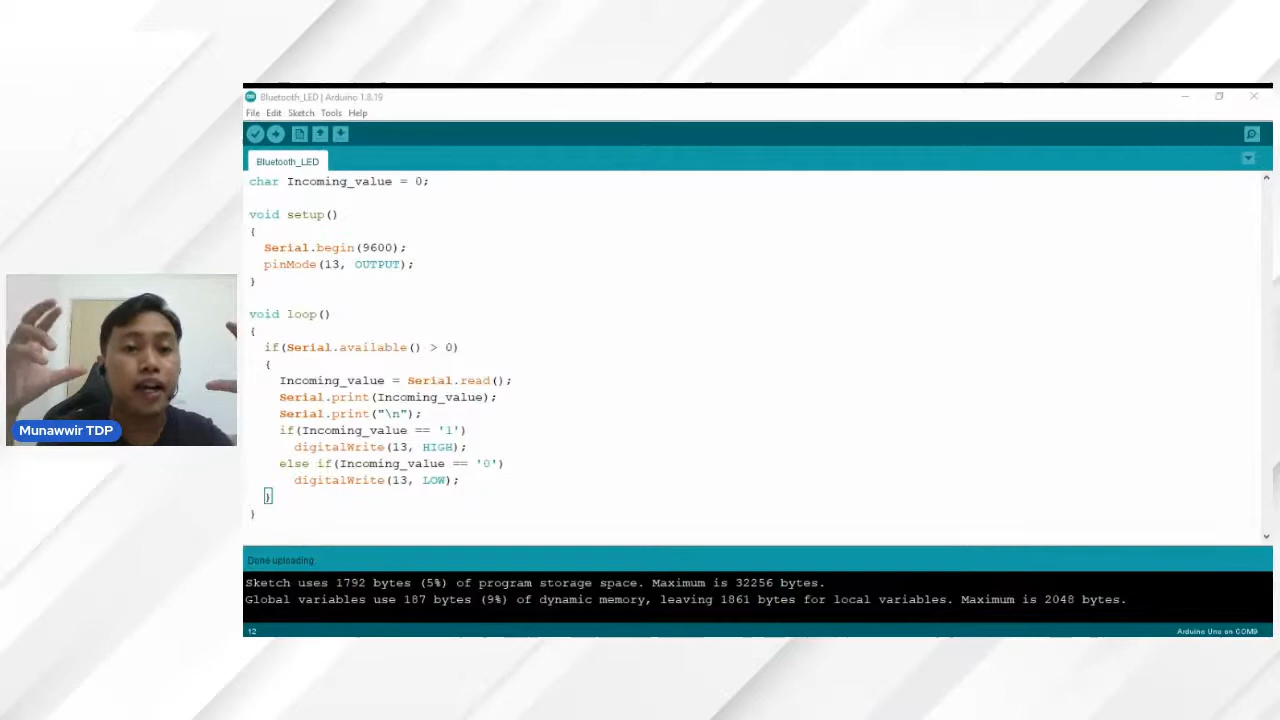 Bluetooth_LED | Arduino 1.8.19
File Edit Sketch Tools Help
Bluetooth_LED
char Incoming_value = 0;
void setup()
{
Serial.begin(9600);
pinMode(13, OUTPUT);
}
void loop()
{
if(Serial.available() > 0)
{
Incoming_value = Serial.read();
Serial.print(Incoming_value);
Serial.print("\n");
if(Incoming_value == '1')
digitalWrite(13, HIGH);
else if(Incoming_value == '0')
digitalWrite(13, LOW);
}
}
Munawwir TDP
Done uploading.
Sketch uses 1792 bytes (5%) of program storage space. Maximum is 32256 bytes.
Global variables use 187 bytes (9%) of dynamic memory, leaving 1861 bytes for local variables. Maximum is 2048 bytes.
12
Arduino Uno on COM9